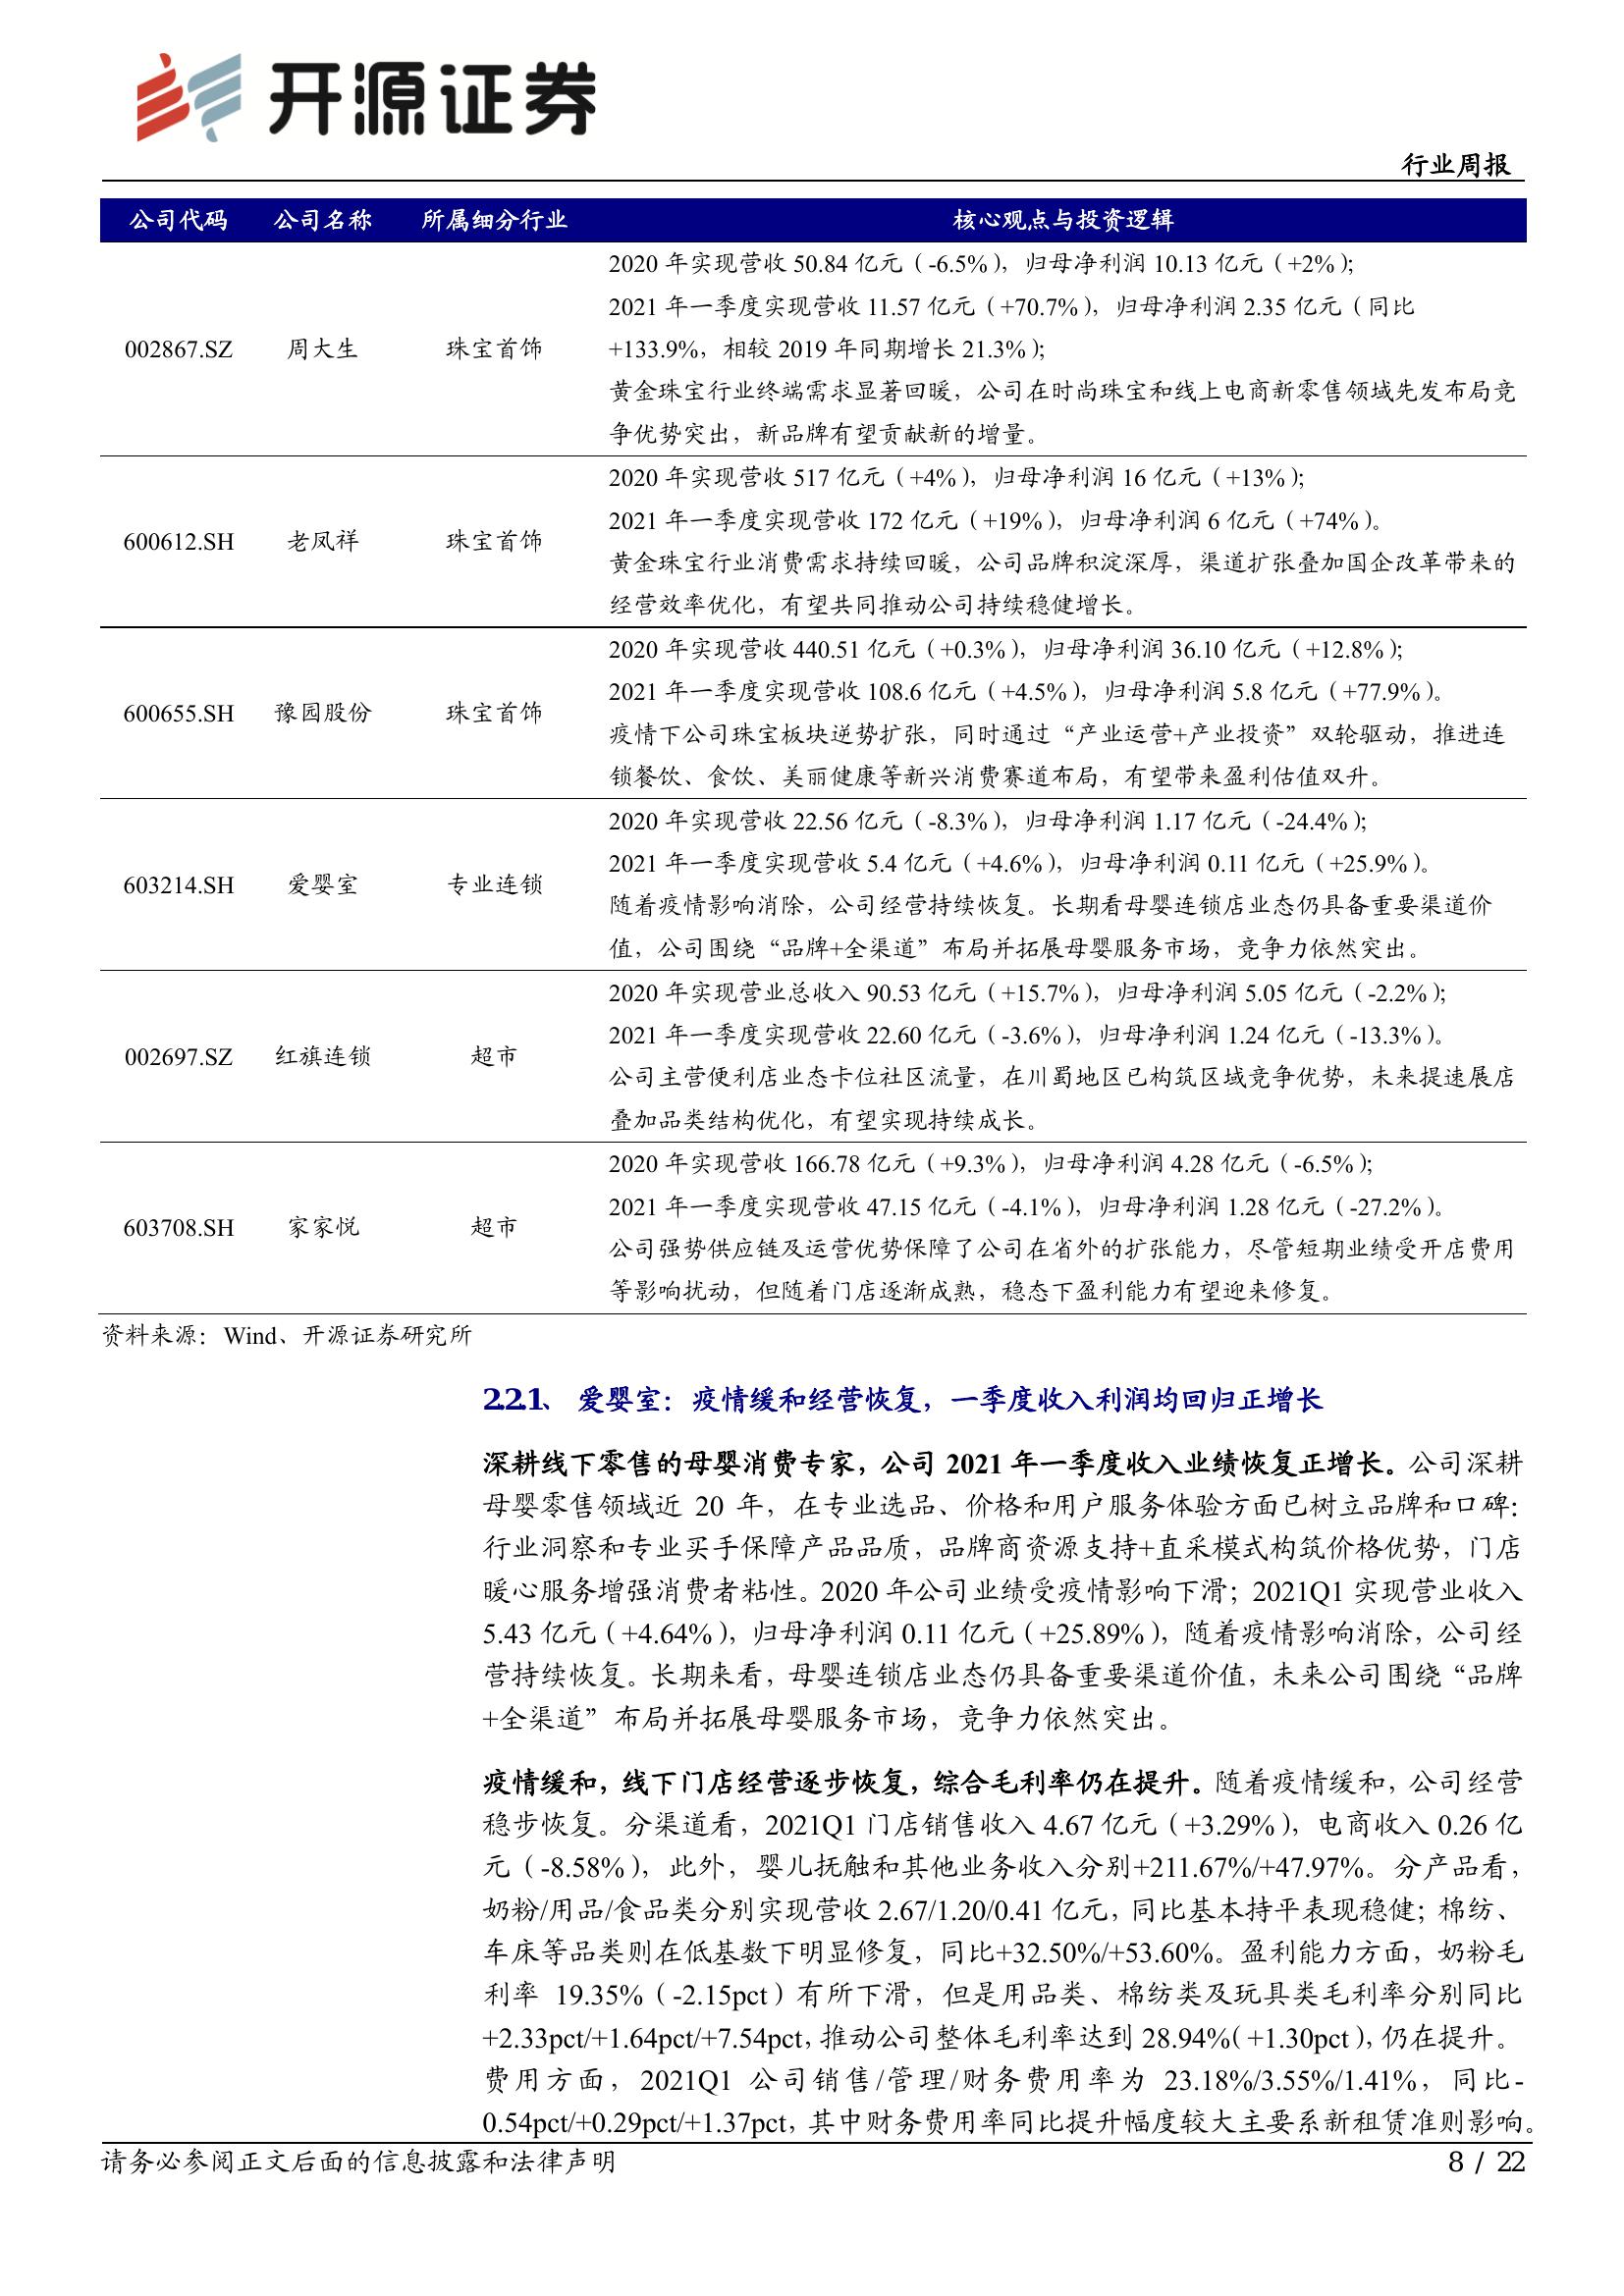 开源证券
行业周报
公司代码 公司名称 所属细分行业 核心观点与投资逻辑
2020 年实现营收 50.84 亿元（-6.5%），归母净利润 10.13 亿元（+2%）；
2021 年一季度实现营收 11.57 亿元（+70.7%），归母净利润 2.35 亿元（同比
002867.SZ 周大生 珠宝首饰 +133.9%，相较 2019 年同期增长 21.3%）；
黄金珠宝行业终端需求显著回暖，公司在时尚珠宝和线上电商新零售领域先发布局竞
争优势突出，新品牌有望贡献新的增量。
2020 年实现营收 517 亿元（+4%），归母净利润 16 亿元（+13%）；
2021 年一季度实现营收 172 亿元（+19%），归母净利润 6 亿元（+74%）。
600612.SH 老凤祥 珠宝首饰
黄金珠宝行业消费需求持续回暖，公司品牌积淀深厚，渠道扩张叠加国企改革带来的
经营效率优化，有望共同推动公司持续稳健增长。
2020 年实现营收 440.51 亿元（+0.3%），归母净利润 36.10 亿元（+12.8%）；
2021 年一季度实现营收 108.6 亿元（+4.5%），归母净利润 5.8 亿元（+77.9%）。
600655.SH 豫园股份 珠宝首饰
疫情下公司珠宝板块逆势扩张，同时通过“产业运营+产业投资”双轮驱动，推进连
锁餐饮、食饮、美丽健康等新兴消费赛道布局，有望带来盈利估值双升。
2020 年实现营收 22.56 亿元（-8.3%），归母净利润 1.17 亿元（-24.4%）；
2021 年一季度实现营收 5.4 亿元（+4.6%），归母净利润 0.11 亿元（+25.9%）。
603214.SH 爱婴室 专业连锁
随着疫情影响消除，公司经营持续恢复。长期看母婴连锁店业态仍具备重要渠道价
值，公司围绕“品牌+全渠道”布局并拓展母婴服务市场，竞争力依然突出。
2020 年实现营业总收入 90.53 亿元（+15.7%），归母净利润 5.05 亿元（-2.2%）；
2021 年一季度实现营收 22.60 亿元（-3.6%），归母净利润 1.24 亿元（-13.3%）。
002697.SZ 红旗连锁 超市
公司主营便利店业态卡位社区流量，在川蜀地区已构筑区域竞争优势，未来提速展店
叠加品类结构优化，有望实现持续成长。
2020 年实现营收 166.78 亿元（+9.3%），归母净利润 4.28 亿元（-6.5%）；
2021 年一季度实现营收 47.15 亿元（-4.1%），归母净利润 1.28 亿元（-27.2%）。
603708.SH 家家悦 超市
公司强势供应链及运营优势保障了公司在省外的扩张能力，尽管短期业绩受开店费用
等影响扰动，但随着门店逐渐成熟，稳态下盈利能力有望迎来修复。
资料来源：Wind、开源证券研究所
2.2.1、 爱婴室：疫情缓和经营恢复，一季度收入利润均回归正增长
深耕线下零售的母婴消费专家，公司 2021 年一季度收入业绩恢复正增长。公司深耕
母婴零售领域近 20 年，在专业选品、价格和用户服务体验方面已树立品牌和口碑：
行业洞察和专业买手保障产品品质，品牌商资源支持+直采模式构筑价格优势，门店
暖心服务增强消费者粘性。2020 年公司业绩受疫情影响下滑；2021Q1 实现营业收入
5.43 亿元（+4.64%），归母净利润 0.11 亿元（+25.89%），随着疫情影响消除，公司经
营持续恢复。长期来看，母婴连锁店业态仍具备重要渠道价值，未来公司围绕“品牌
+全渠道”布局并拓展母婴服务市场，竞争力依然突出。
疫情缓和，线下门店经营逐步恢复，综合毛利率仍在提升。随着疫情缓和，公司经营
稳步恢复。分渠道看，2021Q1 门店销售收入 4.67 亿元（+3.29%），电商收入 0.26 亿
元（-8.58%），此外，婴儿抚触和其他业务收入分别+211.67%/+47.97%。分产品看，
奶粉/用品/食品类分别实现营收 2.67/1.20/0.41 亿元，同比基本持平表现稳健；棉纺、
车床等品类则在低基数下明显修复，同比+32.50%/+53.60%。盈利能力方面，奶粉毛
利率 19.35%（-2.15pct）有所下滑，但是用品类、棉纺类及玩具类毛利率分别同比
+2.33pct/+1.64pct/+7.54pct，推动公司整体毛利率达到 28.94%（+1.30pct），仍在提升。
费用方面，2021Q1 公司销售/管理/财务费用率为 23.18%/3.55%/1.41%，同比-
0.54pct/+0.29pct/+1.37pct，其中财务费用率同比提升幅度较大主要系新租赁准则影响。
请务必参阅正文后面的信息披露和法律声明 8 / 22